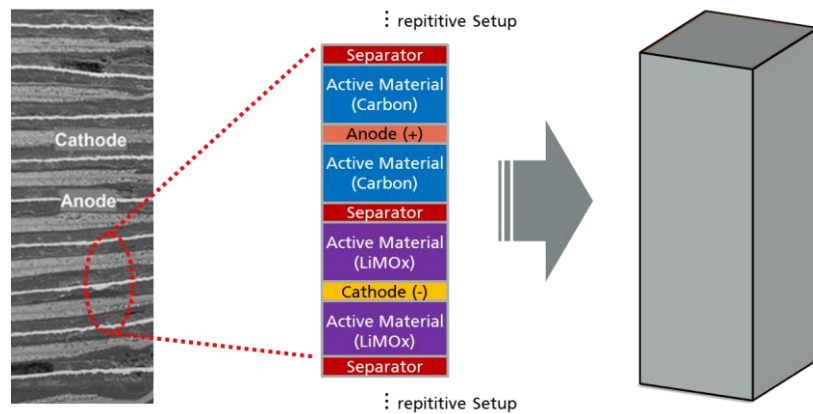 ⋮ repititive Setup
Separator
Active Material
(Carbon)
Anode (+)
Active Material
(Carbon)
Separator
Active Material
(LiMOx)
Cathode (-)
Active Material
(LiMOx)
Separator
⋮ repititive Setup
Cathode
Anode